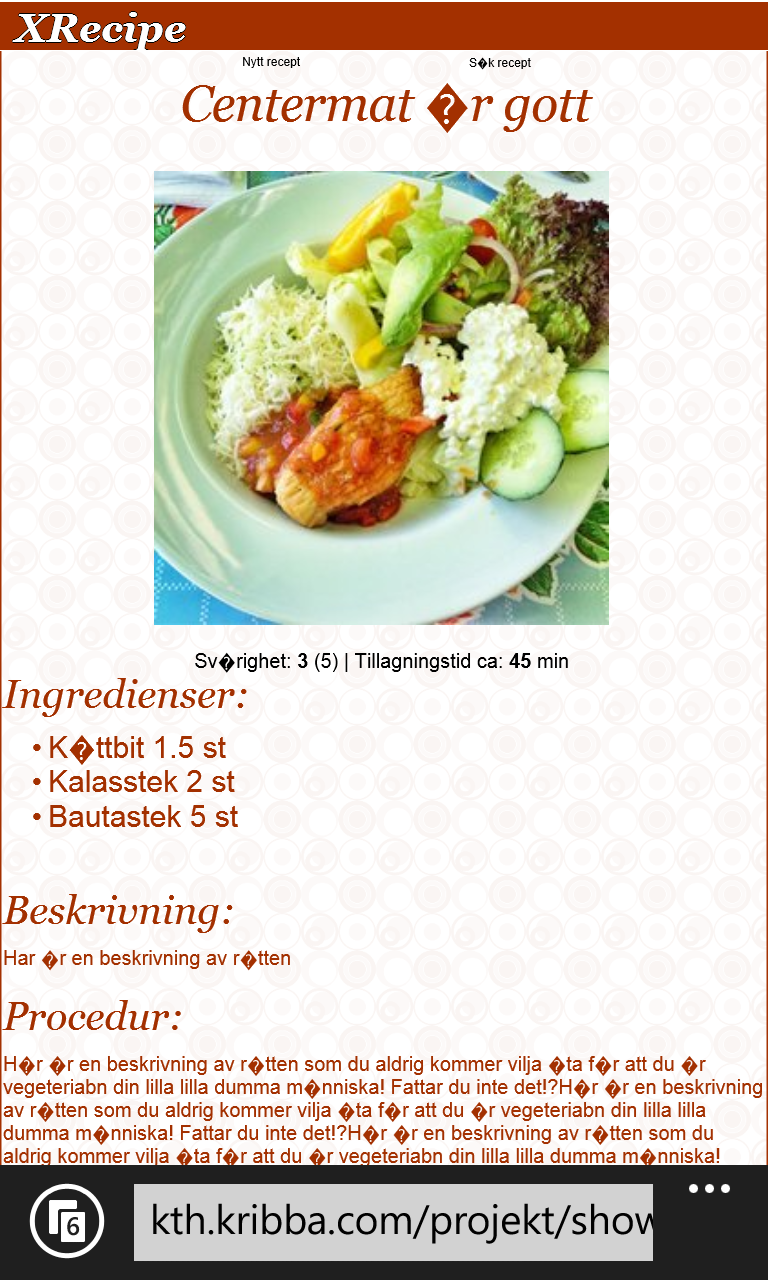 XRecipe
Nytt recept
S�k recept
Centermat �r gott
Sv�righet: 3 (5) | Tillagningstid ca: 45 min
Ingredienser:
• K�ttbit 1.5 st
• Kalasstek 2 st
• Bautastek 5 st
Beskrivning:
Har �r en beskrivning av r�tten
Procedur:
H�r �r en beskrivning av r�tten som du aldrig kommer vilja �ta f�r att du �r
vegeteriabn din lilla lilla dumma m�nniska! Fattar du inte det!?H�r �r en beskrivning
av r�tten som du aldrig kommer vilja �ta f�r att du �r vegeteriabn din lilla lilla
dumma m�nniska! Fattar du inte det!?H�r �r en beskrivning av r�tten som du
aldrig kommer vilja �ta f�r att du �r vegeteriabn din lilla lilla dumma m�nniska!
6
kth.kribba.com/projekt/show